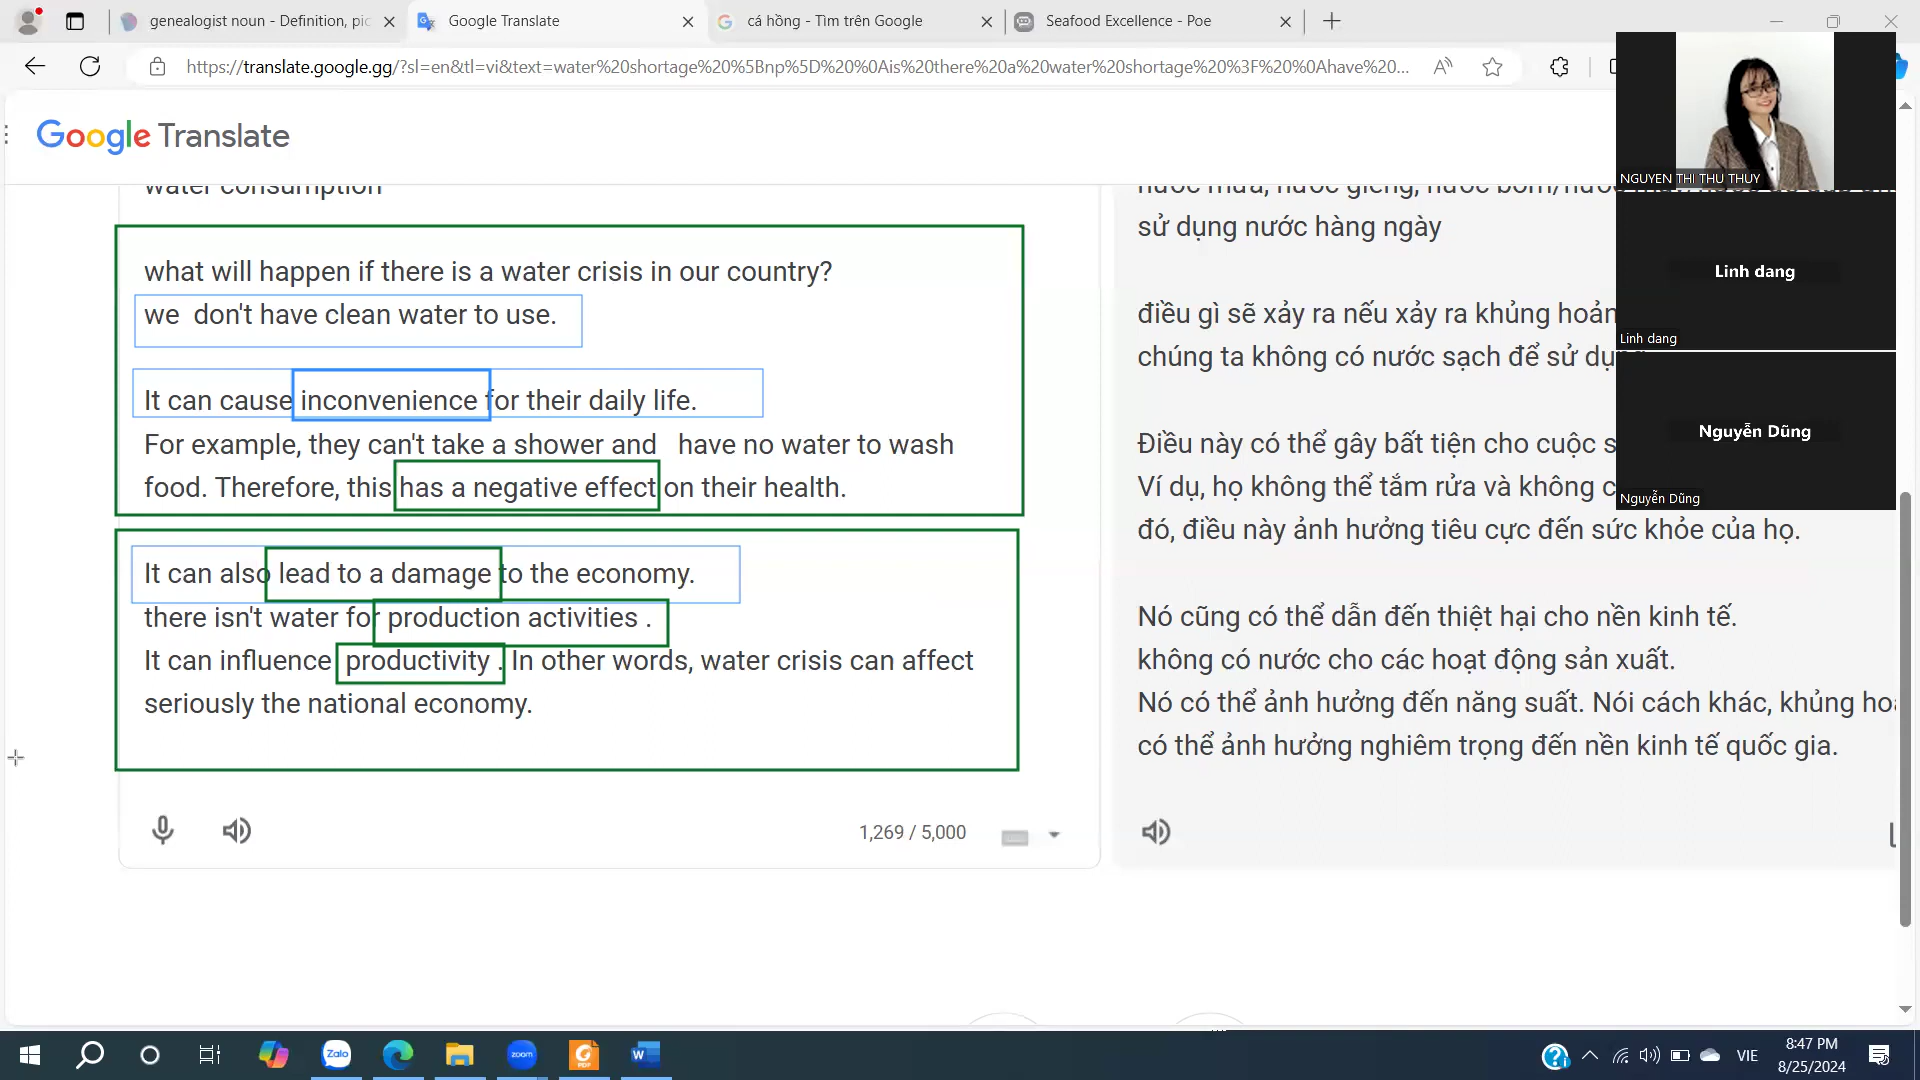 genealogist noun - Definition, pic
Google Translate
cá hồng - Tìm trên Google
Seafood Excellence - Poe
https://translate.google.gg/?sl=en&tl=vi&text=water%20shortage%20%5Bnp%5D%20%0Ais%20there%20a%20water%20shortage%20%3F%20%0Ahave%20...
Google Translate
water consumption
what will happen if there is a water crisis in our country?
we  don't have clean water to use.
It can cause inconvenience for their daily life.
For example, they can't take a shower and   have no water to wash
food. Therefore, this has a negative effect on their health.
It can also lead to a damage to the economy.
there isn't water for production activities .
It can influence  productivity . In other words, water crisis can affect
seriously the national economy.
1,269 / 5,000
sử dụng nước hàng ngày
điều gì sẽ xảy ra nếu xảy ra khủng hoản
chúng ta không có nước sạch để sử dụng
Điều này có thể gây bất tiện cho cuộc s
Ví dụ, họ không thể tắm rửa và không c
đó, điều này ảnh hưởng tiêu cực đến sức khỏe của họ.
Nó cũng có thể dẫn đến thiệt hại cho nền kinh tế.
không có nước cho các hoạt động sản xuất.
Nó có thể ảnh hưởng đến năng suất. Nói cách khác, khủng hoả
có thể ảnh hưởng nghiêm trọng đến nền kinh tế quốc gia.
NGUYEN THI THU THUY
Linh dang
Linh dang
Nguyễn Dũng
Nguyễn Dũng
Zalo
zoom
PDF
W
VIE
8:47 PM
8/25/2024